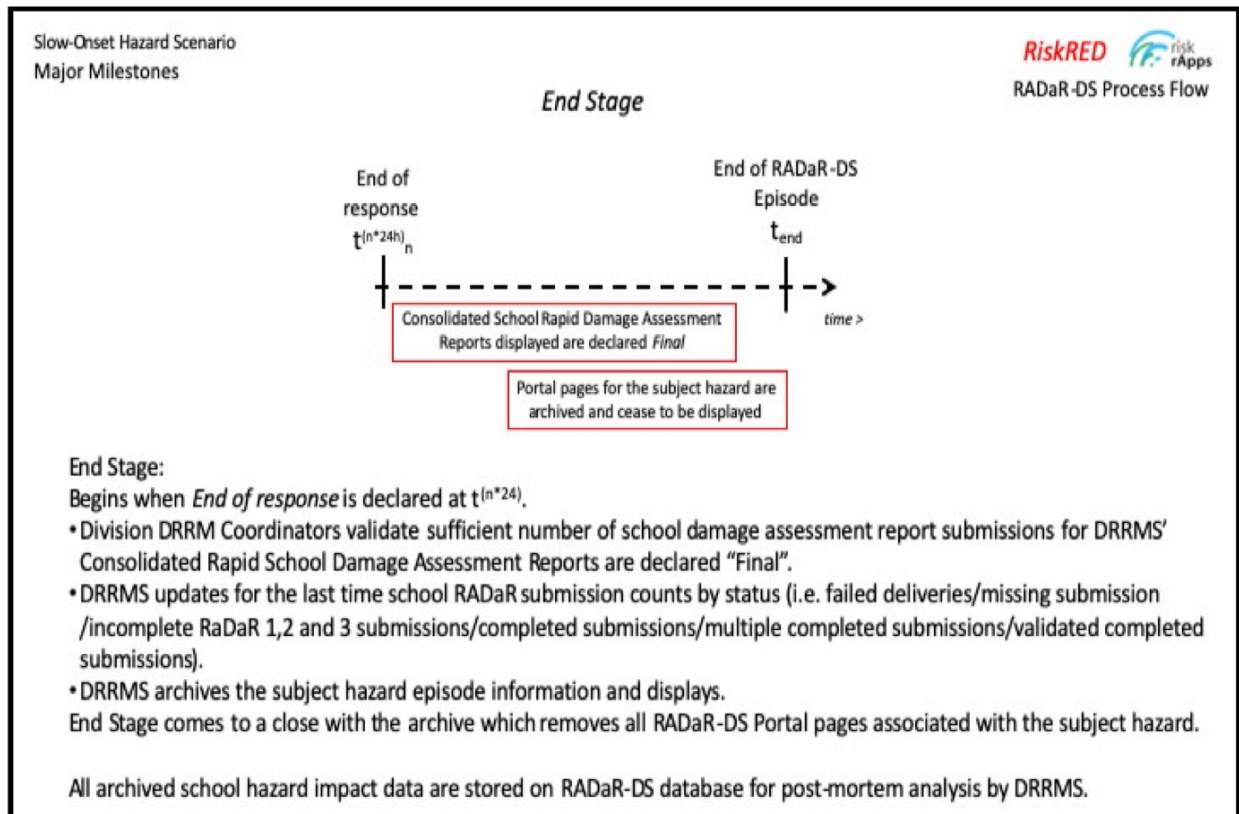 Slow-Onset Hazard Scenario
Major Milestones
RiskRED
risk
rApps
RADaR-DS Process Flow
End Stage
End of
response
t(n*24h)n
End of RADaR-DS
Episode
tend
Consolidated School Rapid Damage Assessment
Reports displayed are declared Final
time >
Portal pages for the subject hazard are
archived and cease to be displayed
End Stage:
Begins when End of response is declared at t(n*24).
•Division DRRM Coordinators validate sufficient number of school damage assessment report submissions for DRRMS'
Consolidated Rapid School Damage Assessment Reports are declared “Final”.
•DRRMS updates for the last time school RADaR submission counts by status (i.e. failed deliveries/missing submission
/incomplete RaDaR 1,2 and 3 submissions/completed submissions/multiple completed submissions/validated completed
submissions).
•DRRMS archives the subject hazard episode information and displays.
End Stage comes to a close with the archive which removes all RADaR-DS Portal pages associated with the subject hazard.
All archived school hazard impact data are stored on RADaR-DS database for post-mortem analysis by DRRMS.